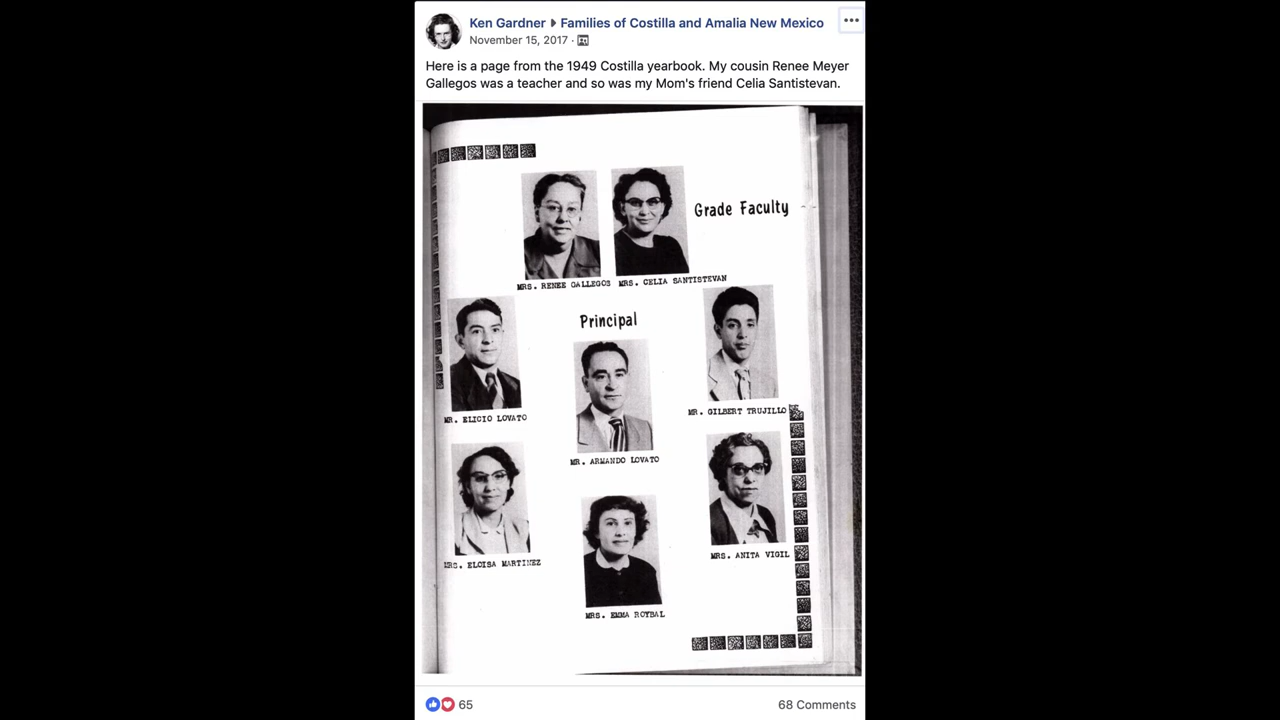 Ken Gardner ▸ Families of Costilla and Amalia New Mexico
November 15, 2017 ·
Here is a page from the 1949 Costilla yearbook. My cousin Renee Meyer
Gallegos was a teacher and so was my Mom's friend Celia Santistevan.
Grade Faculty
MRS. RENEE GALLEGOS MRS. CELIA SANTISTEVAN
Principal
MR. GILBERT TRUJILLO
MR. ELICIO LOVATO
MR. ARMANDO LOVATO
MRS. ANITA VIGIL
MRS. ELOISA MARTINEZ
MRS. EMMA ROYBAL
65
68 Comments